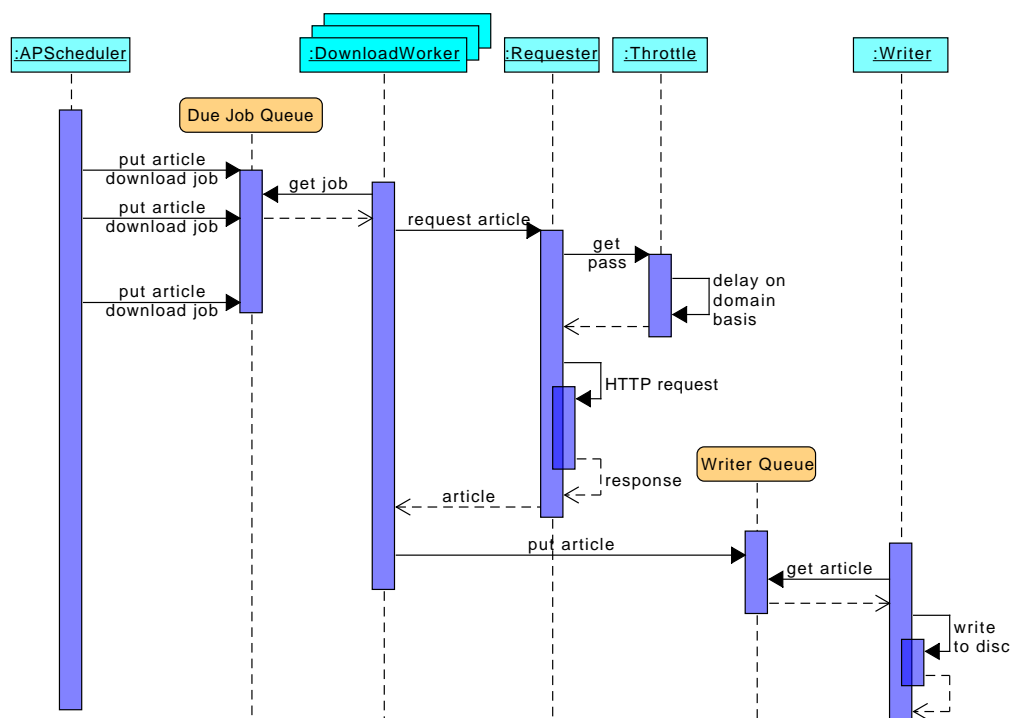 :APScheduler
:DownloadWorker
:Requester
:Throttle
:Writer
Due Job Queue
put article
download job
get job
put article
download job
request article
get
pass
delay on
domain
basis
put article
download job
HTTP request
Writer Queue
response
article
put article
get article
write
to disc